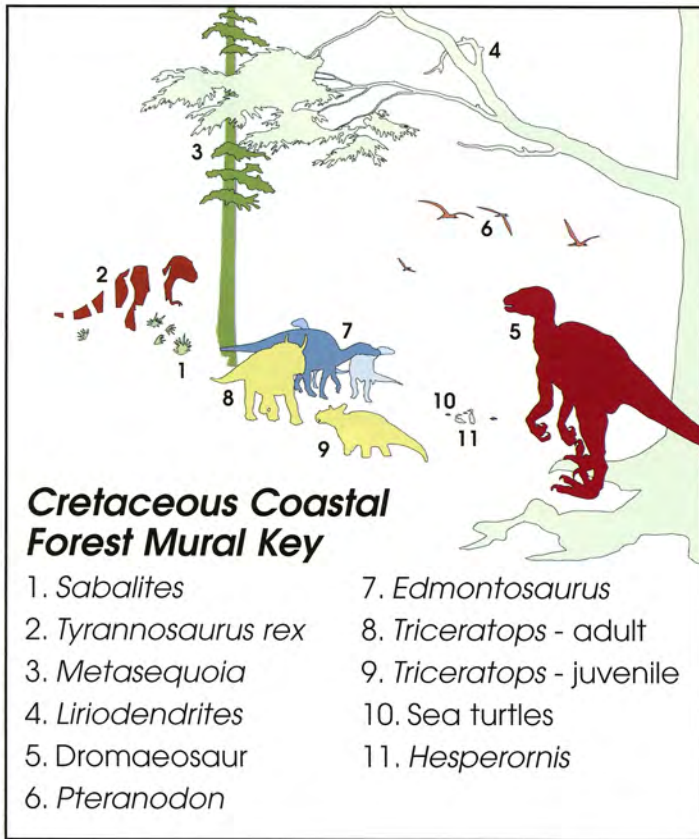 4
3
6
2
5
7
1
8
10
9
11
Cretaceous Coastal
Forest Mural Key
1. Sabalites
2. Tyrannosaurus rex
3. Metasequoia
4. Liriodendrites
5. Dromaeosaur
6. Pteranodon
7. Edmontosaurus
8. Triceratops - adult
9. Triceratops - juvenile
10. Sea turtles
11. Hesperornis